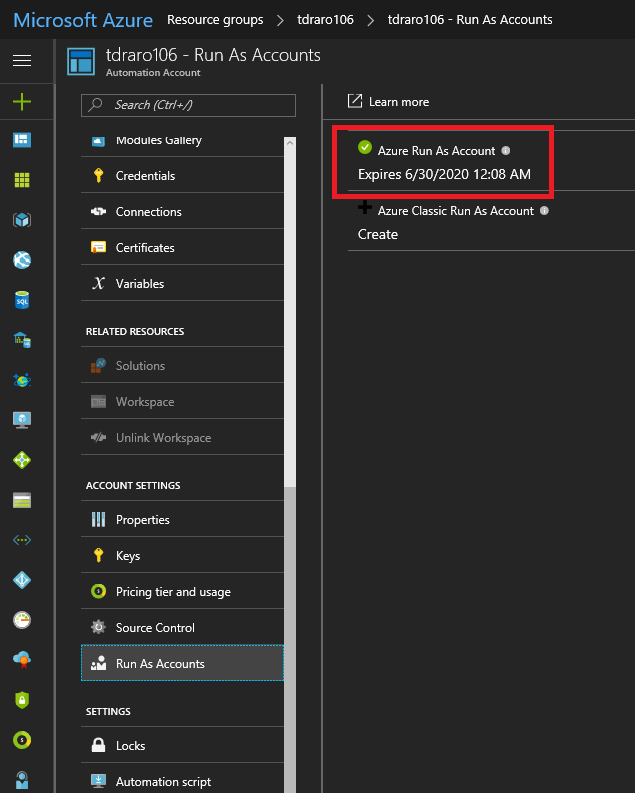 Microsoft Azure Resource groups > tdraro106 > tdraro106 - Run As Accounts
tdraro106 - Run As Accounts
Automation Account
Search (Ctrl+/)
Modules Gallery
Credentials
Connections
Certificates
Variables
RELATED RESOURCES
Solutions
Workspace
Unlink Workspace
ACCOUNT SETTINGS
Properties
Keys
Pricing tier and usage
Source Control
Run As Accounts
SETTINGS
Locks
Automation script
Learn more
Azure Run As Account
Expires 6/30/2020 12:08 AM
Azure Classic Run As Account
Create